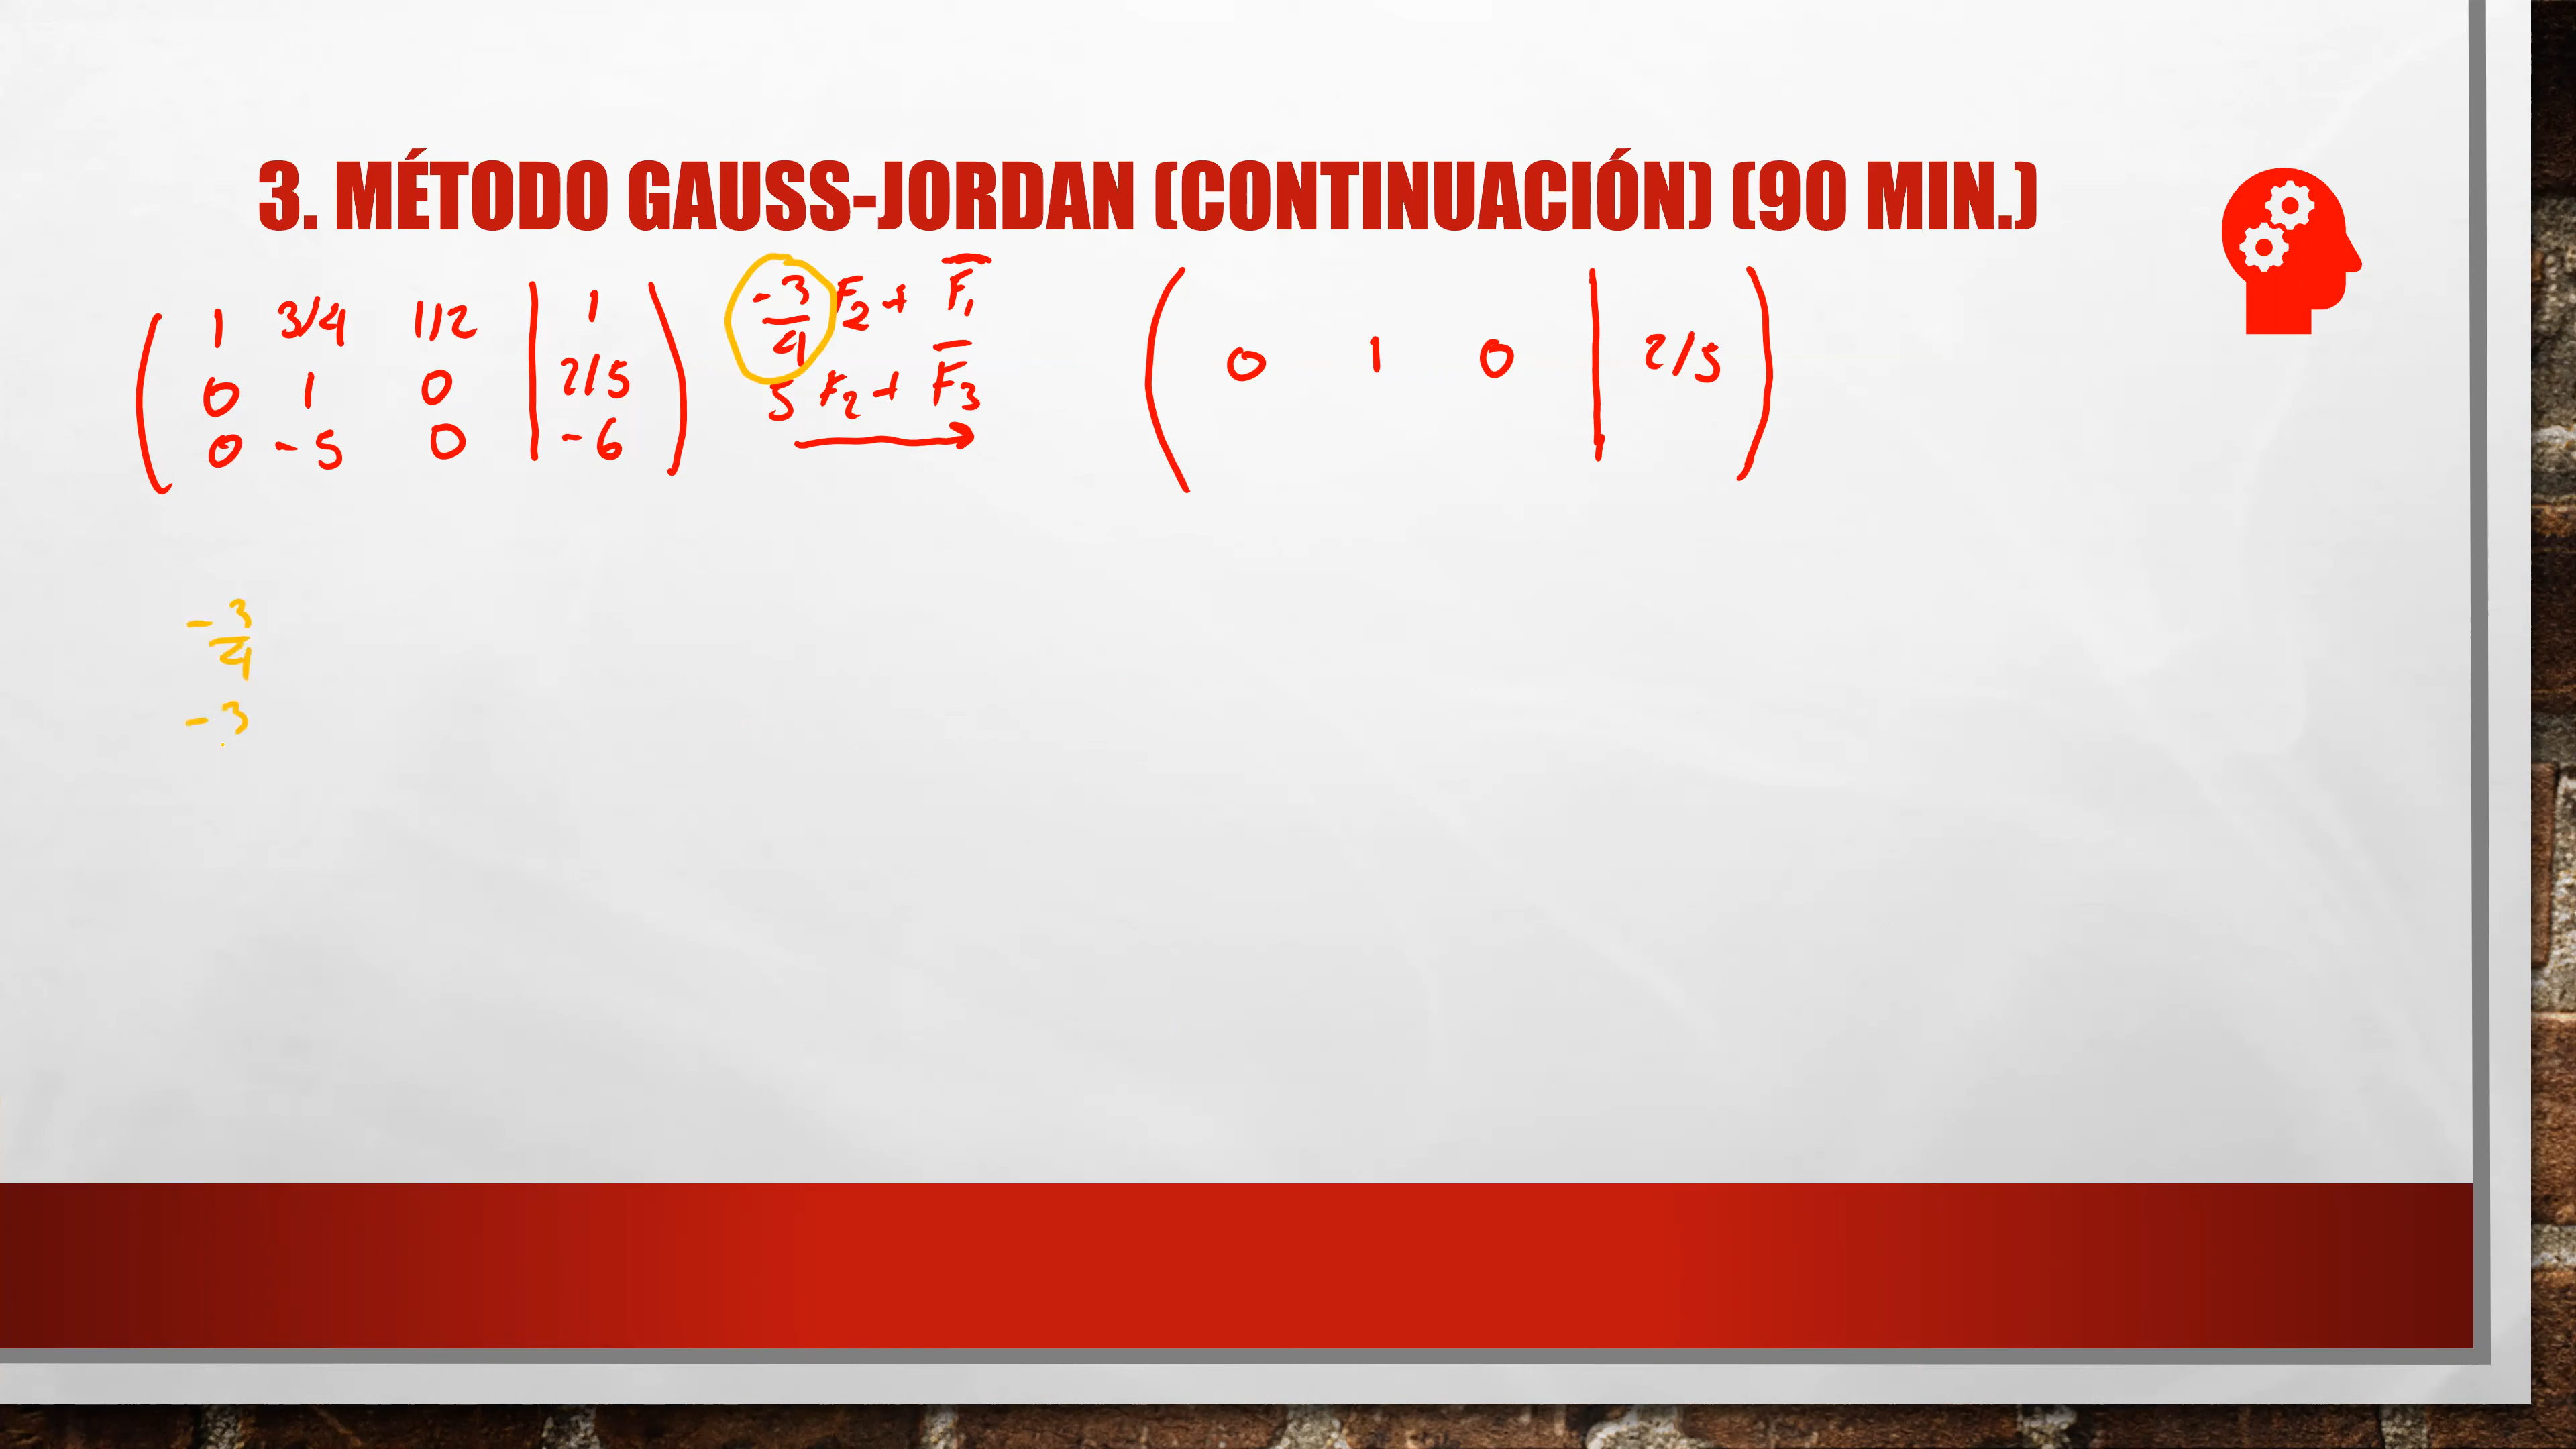 3. MÉTODO GAUSS-JORDAN (CONTINUACIÓN) (90 MIN.)
1 3/4 1/2 | 1
0 1 0 | 2/5
0 -5 0 | -6
-3/4 F2 + F1
5 F2 + F3
0 1 0 | 2/5
-3/4
-3